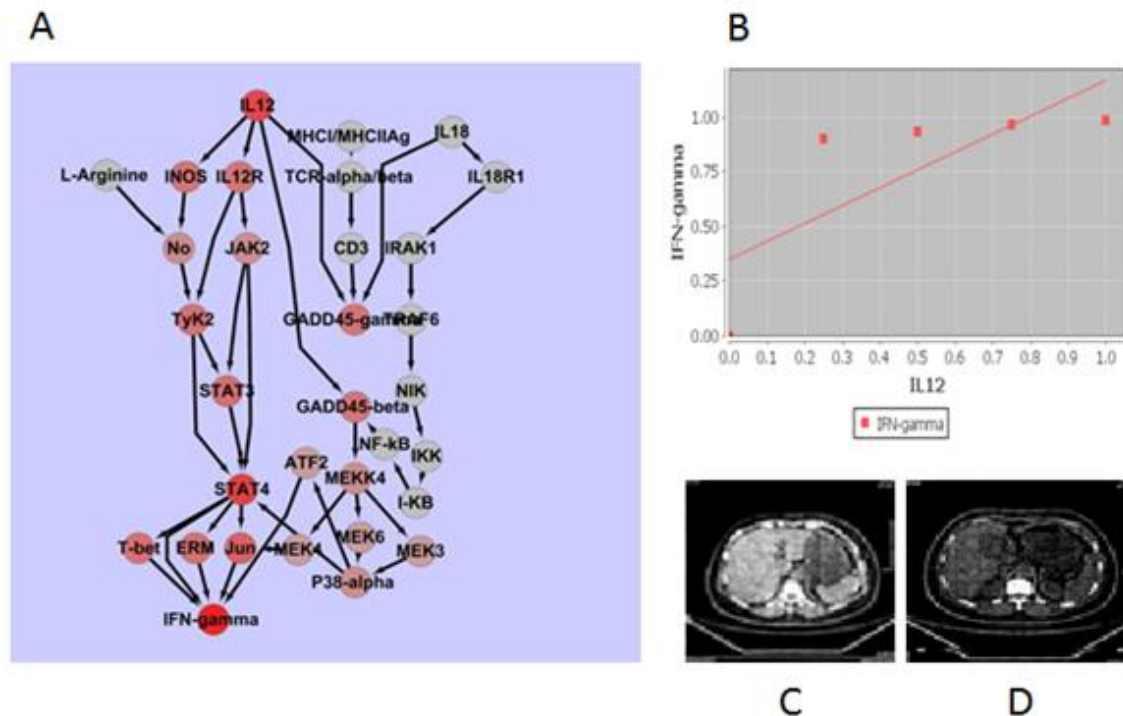 A
B
IL12
MHCI/MHCIIAg
IL18
L-Arginine
INOS
IL12R
TCR-alpha/beta
IL18R1
No
JAK2
CD3
IRAK1
TyK2
GADD45-gamma
TRAF6
STAT3
NIK
GADD45-beta
NF-kB
IKK
ATF2
MEKK4
I-KB
STAT4
T-bet
ERM
Jun
MEK4
MEK6
MEK3
P38-alpha
IFN-gamma
IFN-gamma
1.00
0.75
0.50
0.25
0.00
0.0 0.1 0.2 0.3 0.4 0.5 0.6 0.7 0.8 0.9 1.0
IL12
IFN-gamma
C
D